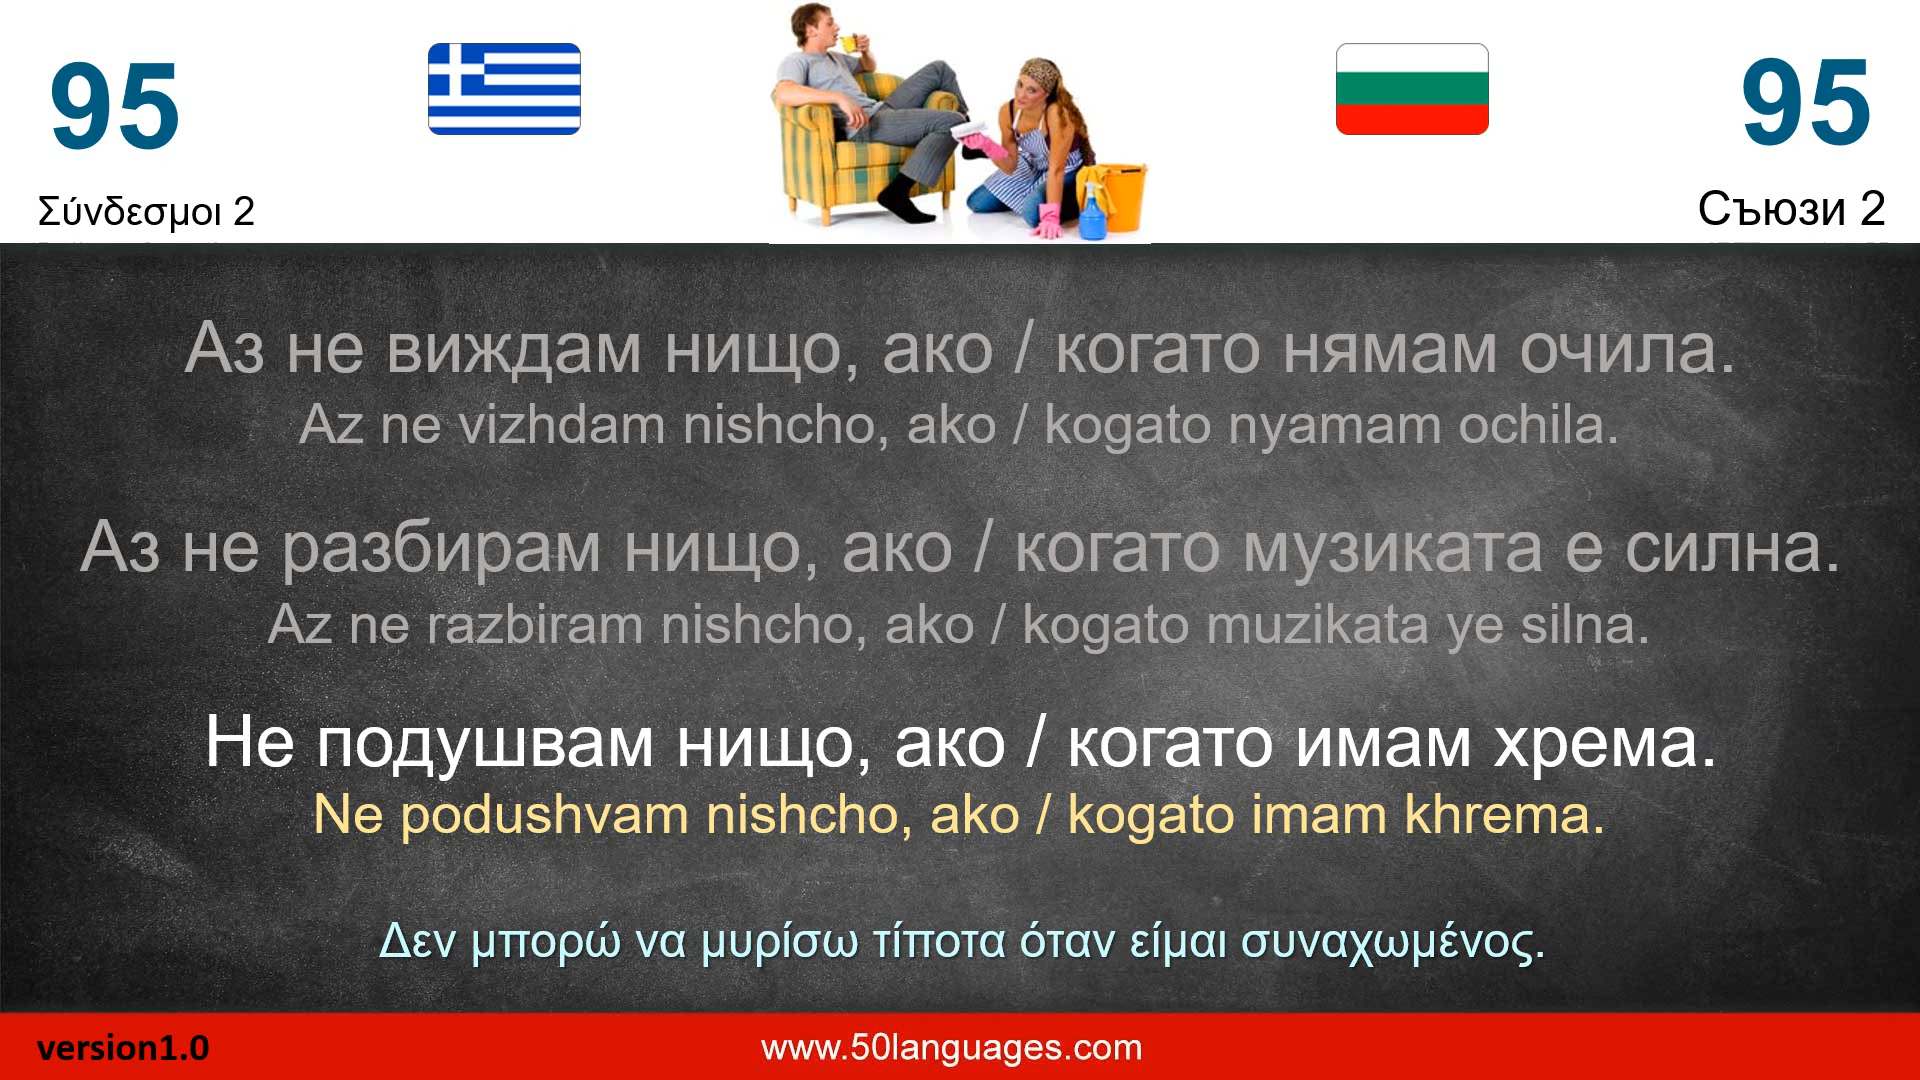 95
95
Σύνδεσμοι 2
Съюзи 2
Аз не виждам нищо, ако / когато нямам очила.
Az ne vizhdam nishcho, ako / kogato nyamam ochila.
Аз не разбирам нищо, ако / когато музиката е силна.
Az ne razbiram nishcho, ako / kogato muzikata ye silna.
Не подушвам нищо, ако / когато имам хрема.
Ne podushvam nishcho, ako / kogato imam khrema.
Δεν μπορώ να μυρίσω τίποτα όταν είμαι συναχωμένος.
version1.0
www.50languages.com